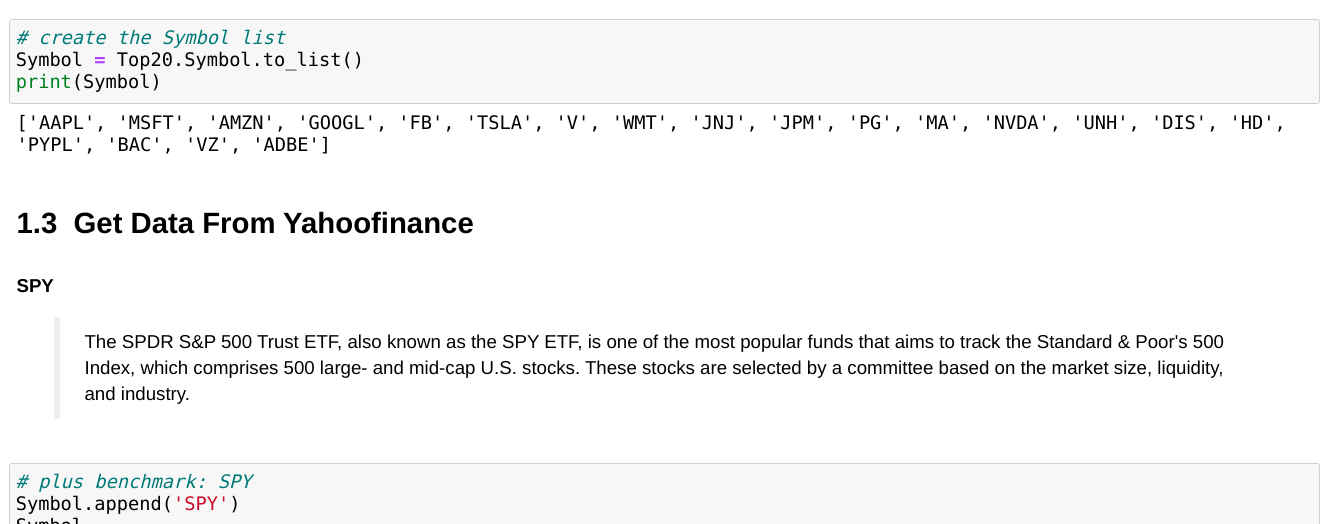 # create the Symbol list
Symbol = Top20.Symbol.to_list()
print(Symbol)
['AAPL', 'MSFT', 'AMZN', 'GOOGL', 'FB', 'TSLA', 'V', 'WMT', 'JNJ', 'JPM', 'PG', 'MA', 'NVDA', 'UNH', 'DIS', 'HD',
'PYPL', 'BAC', 'VZ', 'ADBE']
1.3 Get Data From Yahoofinance
SPY
The SPDR S&P 500 Trust ETF, also known as the SPY ETF, is one of the most popular funds that aims to track the Standard & Poor's 500
Index, which comprises 500 large- and mid-cap U.S. stocks. These stocks are selected by a committee based on the market size, liquidity,
and industry.
# plus benchmark: SPY
Symbol.append('SPY')
Symbol